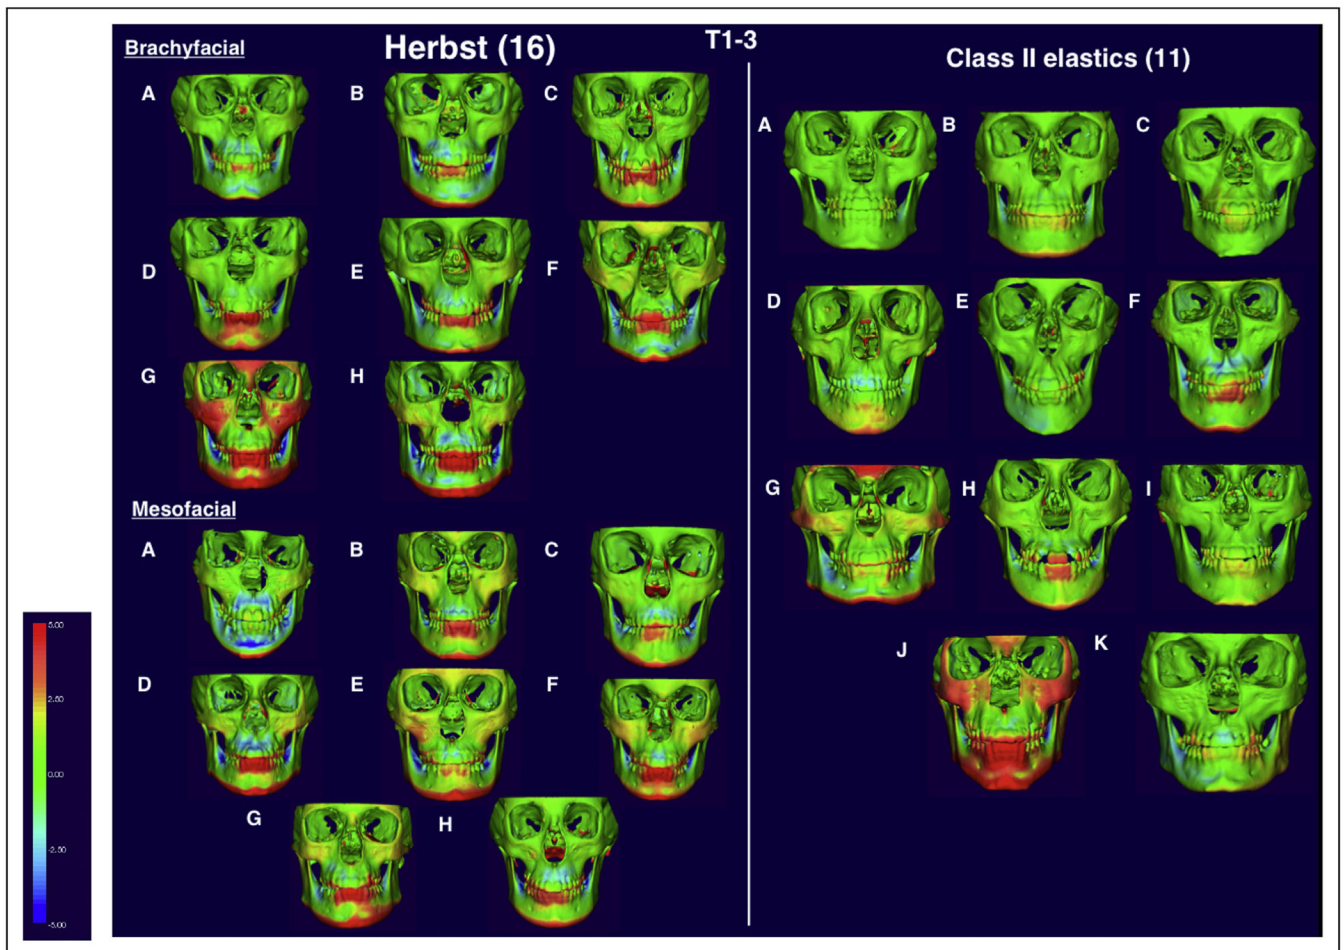 Brachyfacial
Herbst (16)
T1-3
Class II elastics (11)
A B C
D E F
G H
Mesofacial
A B C
D E F
G H
A B C
D E F
G H I
J K
5.00
2.50
0.00
-2.50
-5.00